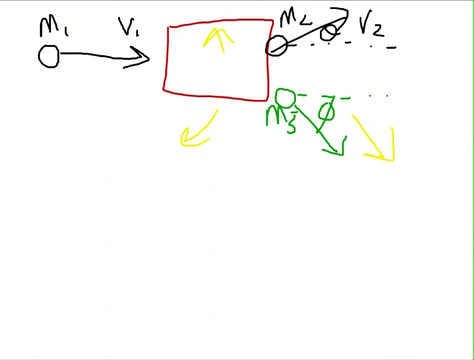 M₁ V₁ M₂ V₂
M₃ φ